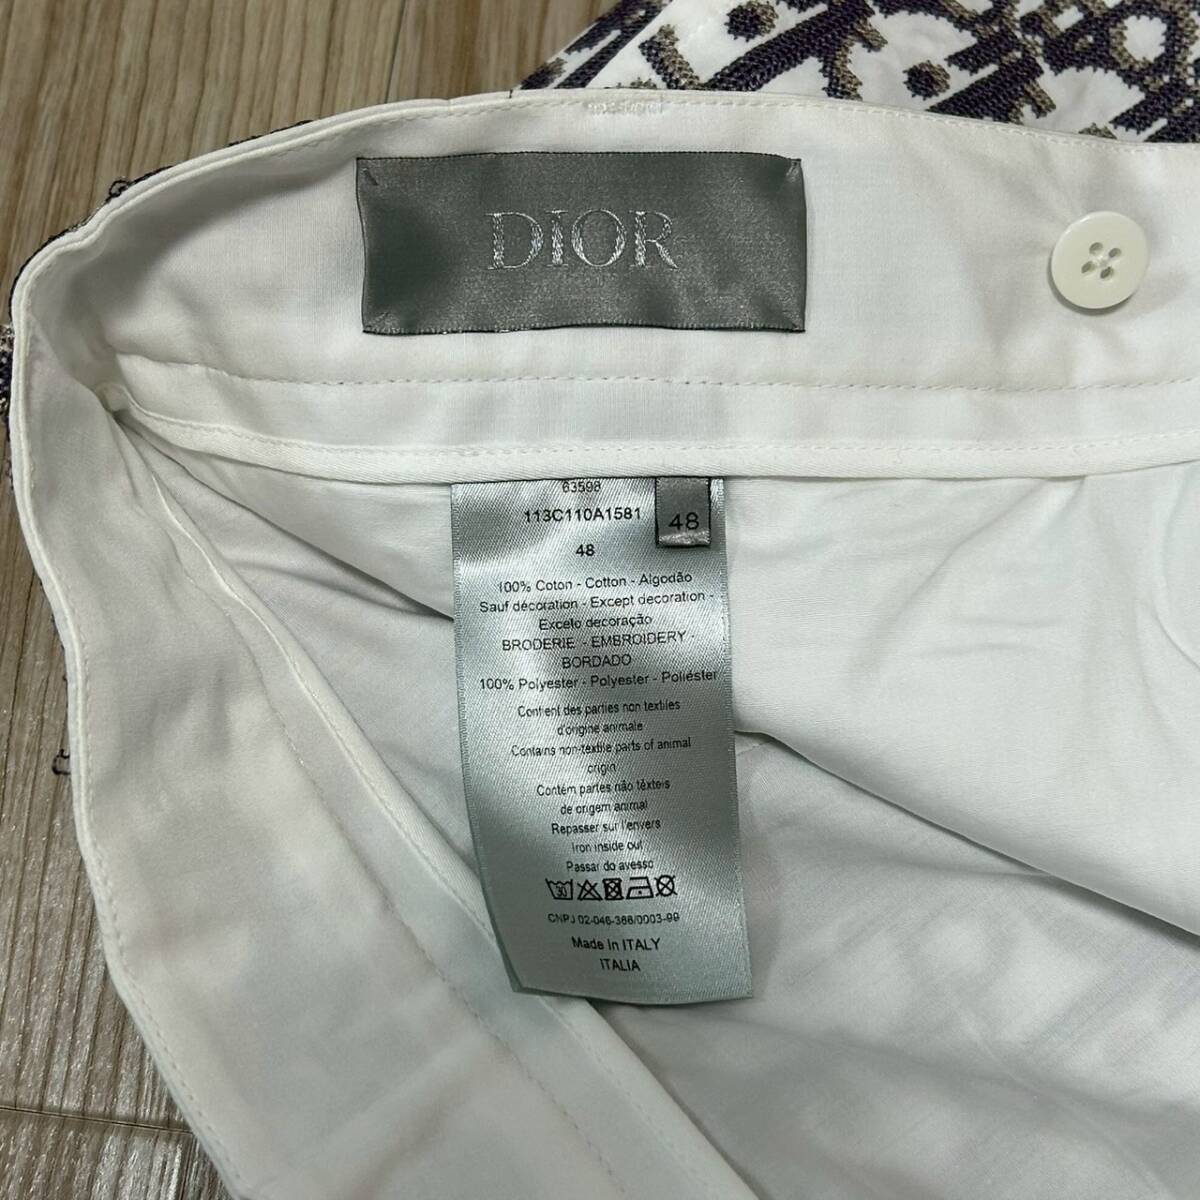 DIOR
63598
113C110A1581
48
48
100% Coton - Cotton - Algodão
Sauf décoration - Except decoration -
Excelo decoração
BRODERIE - EMBROIDERY -
BORDADO
100% Polyester - Polyester - Poliéster
Contient des parties non textiles
d'origine animale
Contains non-textile parts of animal
origin
Contém partes não têxteis
de origem animal
Repasser sur l'envers
Iron inside out
Passar do avesso
30
CNPJ 02-046-366/0003-99
Made in ITALY
ITALIA